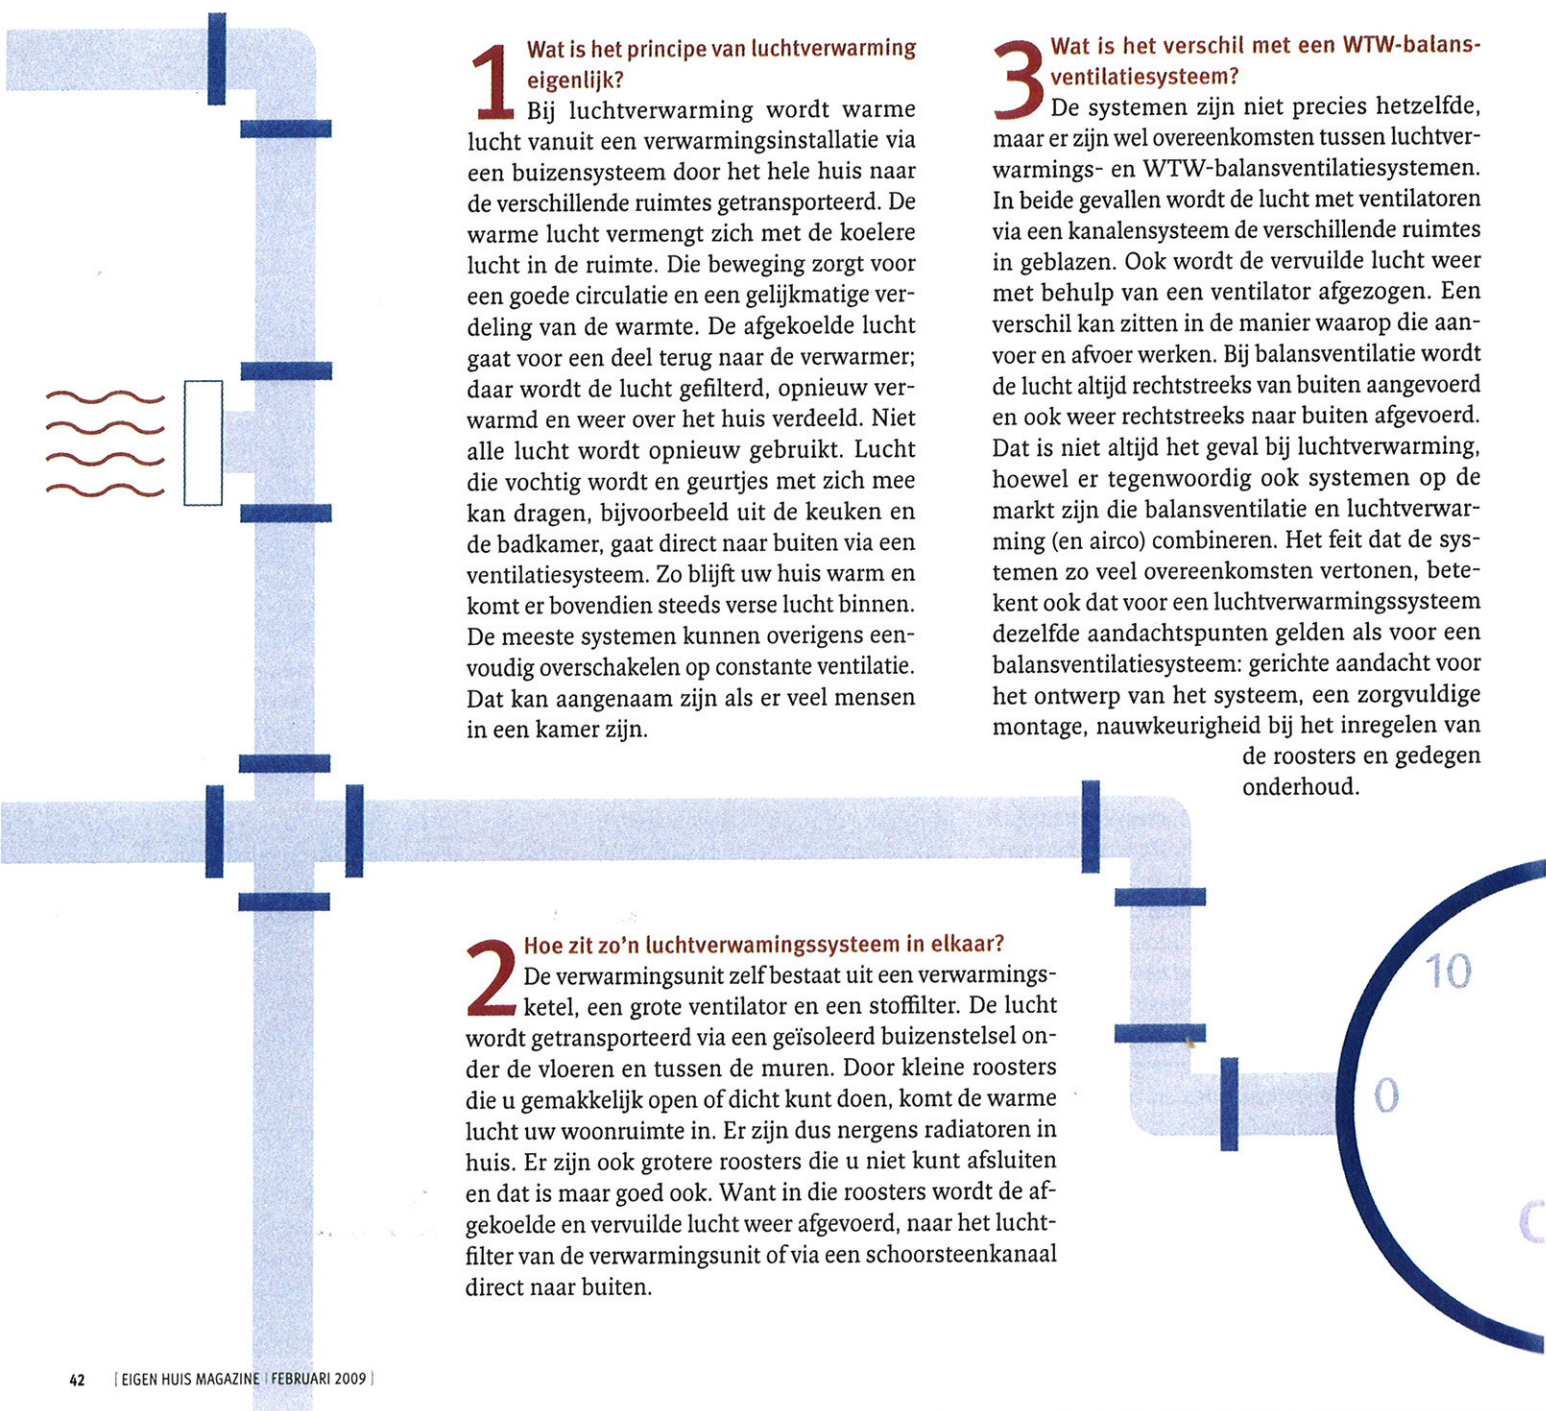 1
Wat is het principe van luchtverwarming
eigenlijk?
Bij luchtverwarming wordt warme
lucht vanuit een verwarmingsinstallatie via
een buizensysteem door het hele huis naar
de verschillende ruimtes getransporteerd. De
warme lucht vermengt zich met de koelere
lucht in de ruimte. Die beweging zorgt voor
een goede circulatie en een gelijkmatige ver-
deling van de warmte. De afgekoelde lucht
gaat voor een deel terug naar de verwarmer;
daar wordt de lucht gefilterd, opnieuw ver-
warmd en weer over het huis verdeeld. Niet
alle lucht wordt opnieuw gebruikt. Lucht
die vochtig wordt en geurtjes met zich mee
kan dragen, bijvoorbeeld uit de keuken en
de badkamer, gaat direct naar buiten via een
ventilatiesysteem. Zo blijft uw huis warm en
komt er bovendien steeds verse lucht binnen.
De meeste systemen kunnen overigens een-
voudig overschakelen op constante ventilatie.
Dat kan aangenaam zijn als er veel mensen
in een kamer zijn.
2
Hoe zit zo'n luchtverwamingssysteem in elkaar?
De verwarmingsunit zelf bestaat uit een verwarmings-
ketel, een grote ventilator en een stoffilter. De lucht
wordt getransporteerd via een geïsoleerd buizenstelsel on-
der de vloeren en tussen de muren. Door kleine roosters
die u gemakkelijk open of dicht kunt doen, komt de warme
lucht uw woonruimte in. Er zijn dus nergens radiatoren in
huis. Er zijn ook grotere roosters die u niet kunt afsluiten
en dat is maar goed ook. Want in die roosters wordt de af-
gekoelde en vervuilde lucht weer afgevoerd, naar het lucht-
filter van de verwarmingsunit of via een schoorsteenkanaal
direct naar buiten.
3
Wat is het verschil met een WTW-balans-
ventilatiesysteem?
De systemen zijn niet precies hetzelfde,
maar er zijn wel overeenkomsten tussen luchtver-
warmings- en WTW-balansventilatiesystemen.
In beide gevallen wordt de lucht met ventilatoren
via een kanalensysteem de verschillende ruimtes
in geblazen. Ook wordt de vervuilde lucht weer
met behulp van een ventilator afgezogen. Een
verschil kan zitten in de manier waarop die aan-
voer en afvoer werken. Bij balansventilatie wordt
de lucht altijd rechtstreeks van buiten aangevoerd
en ook weer rechtstreeks naar buiten afgevoerd.
Dat is niet altijd het geval bij luchtverwarming,
hoewel er tegenwoordig ook systemen op de
markt zijn die balansventilatie en luchtverwar-
ming (en airco) combineren. Het feit dat de sys-
temen zo veel overeenkomsten vertonen, bete-
kent ook dat voor een luchtverwarmingssysteem
dezelfde aandachtspunten gelden als voor een
balansventilatiesysteem: gerichte aandacht voor
het ontwerp van het systeem, een zorgvuldige
montage, nauwkeurigheid bij het inregelen van
de roosters en gedegen
onderhoud.
10
0
42 [ EIGEN HUIS MAGAZINE | FEBRUARI 2009 ]